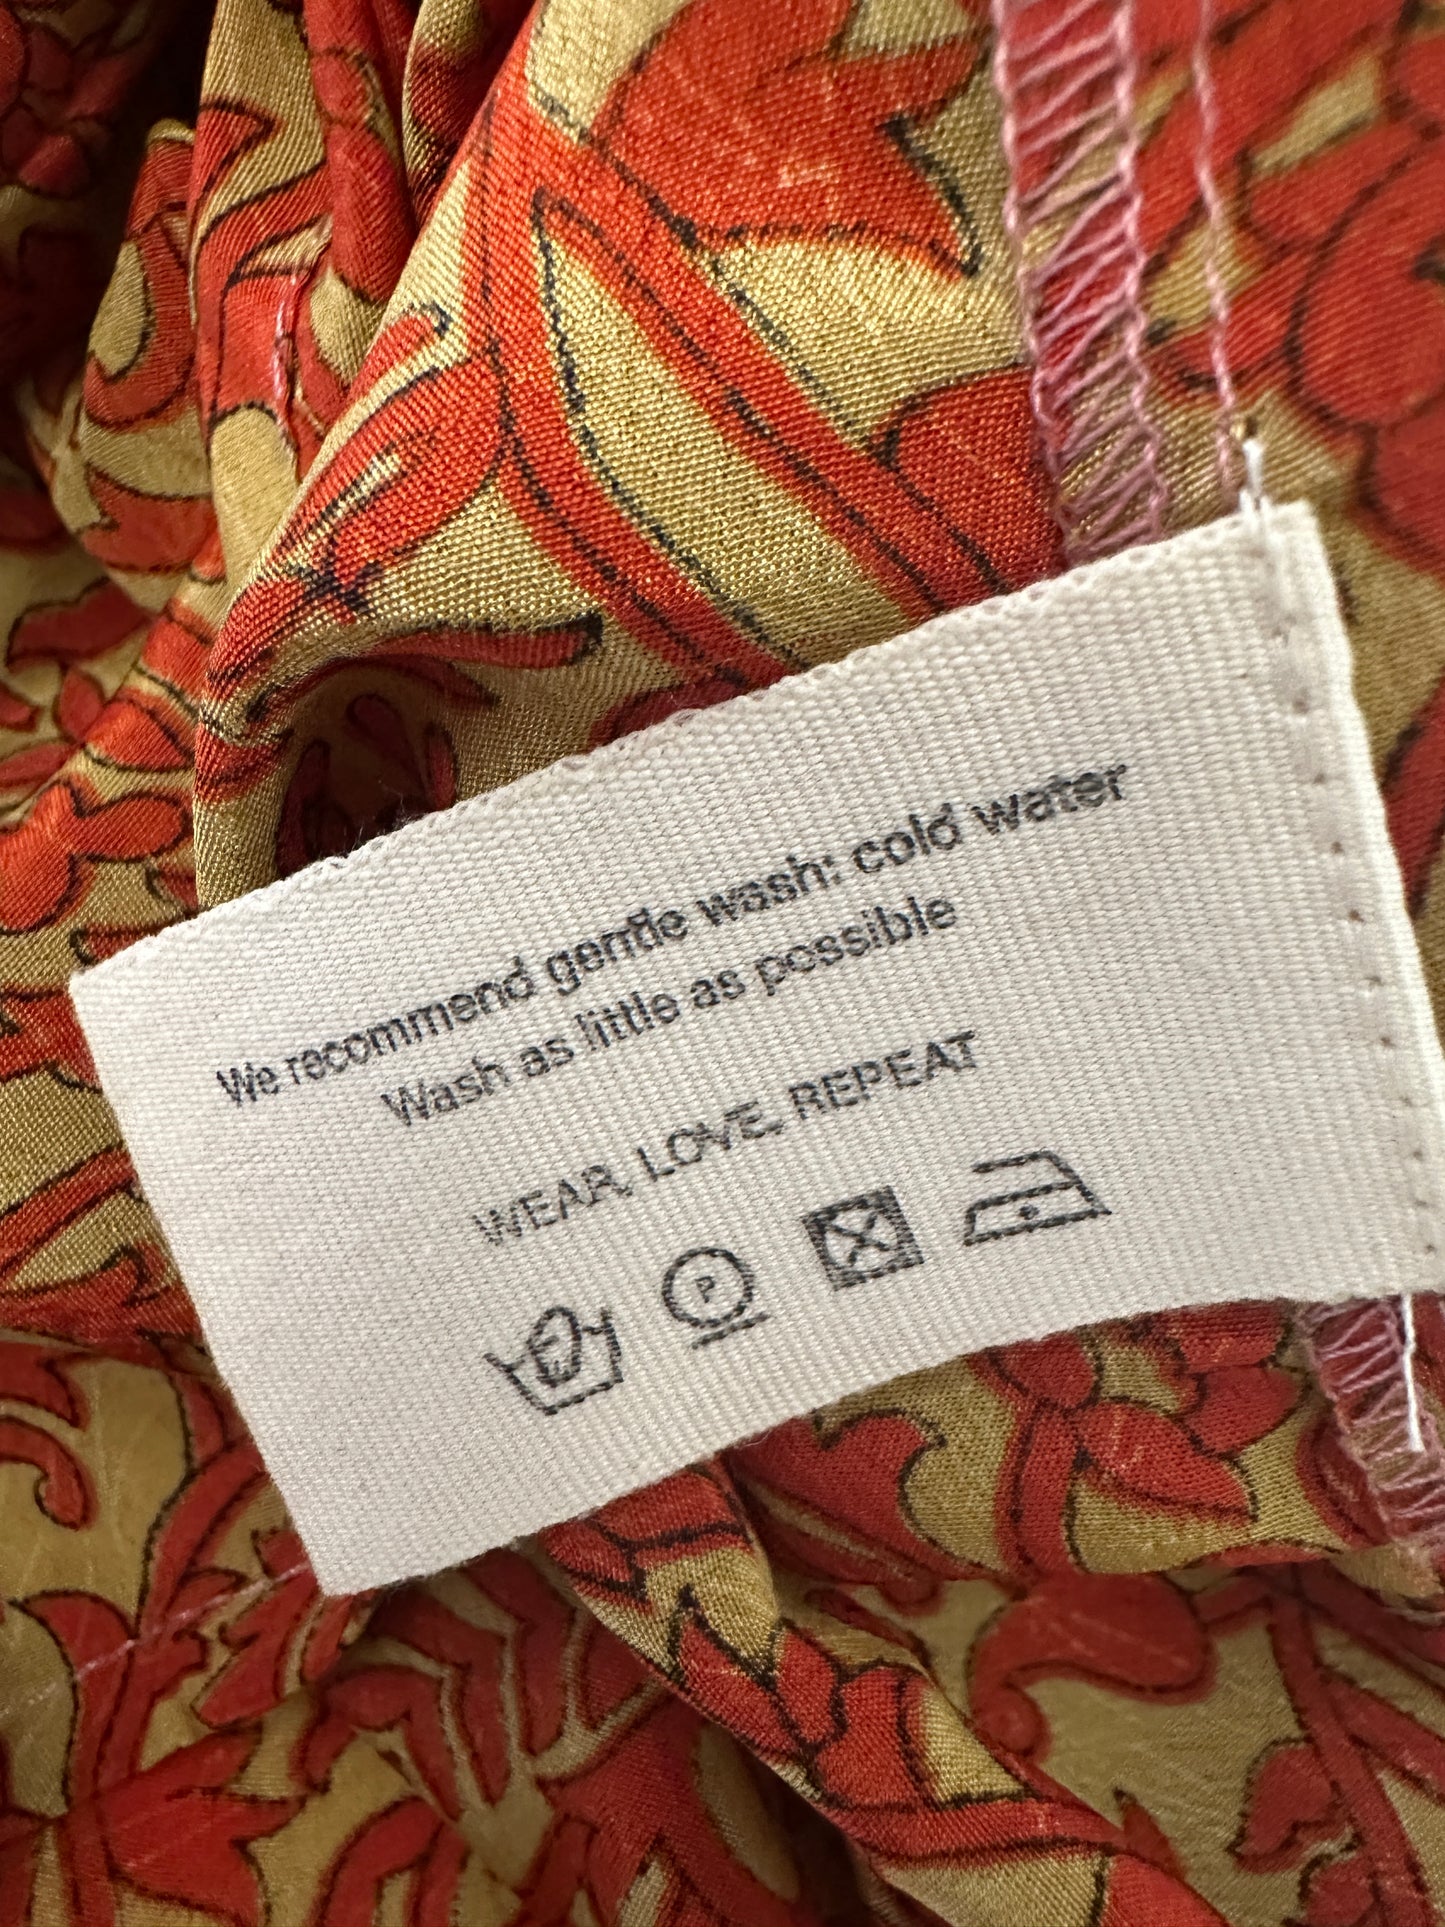 We recommend gentle wash: cold water
Wash as little as possible
WEAR, LOVE, REPEAT
P